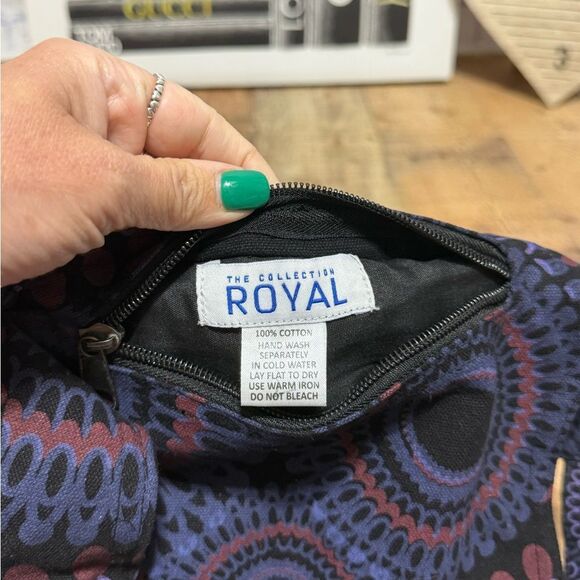 GUCCI
THE COLLECTION
ROYAL
100% COTTON
HAND WASH
SEPARATELY
IN COLD WATER
LAY FLAT TO DRY
USE WARM IRON
DO NOT BLEACH
3